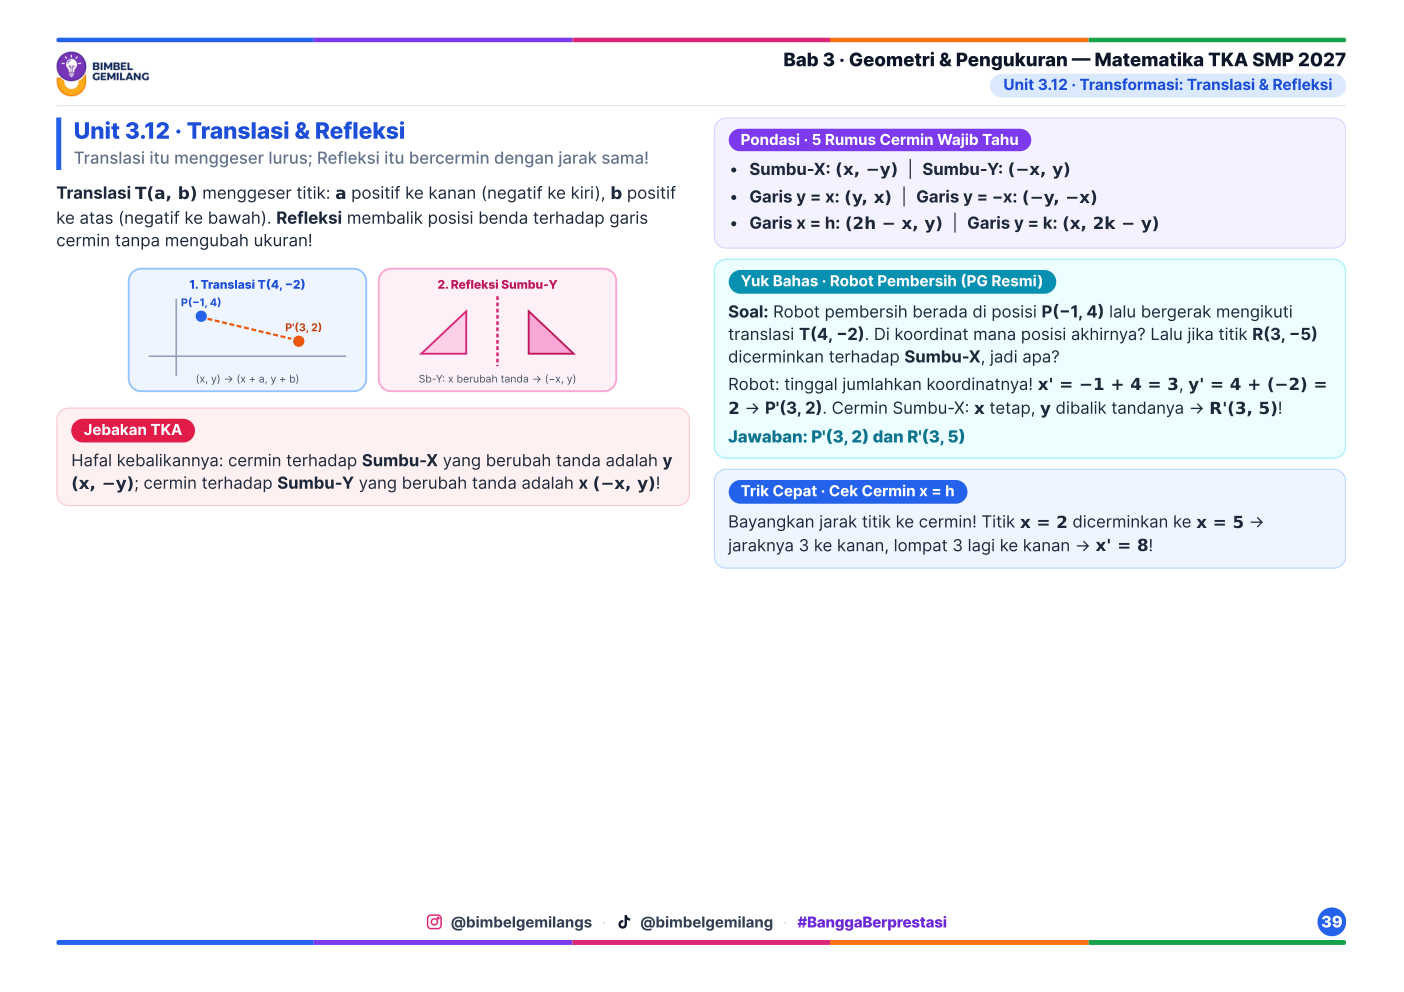 BIMBEL
GEMILANG
Bab 3 · Geometri & Pengukuran — Matematika TKA SMP 2027
Unit 3.12 · Transformasi: Translasi & Refleksi
Unit 3.12 · Translasi & Refleksi
Translasi itu menggeser lurus; Refleksi itu bercermin dengan jarak sama!
Translasi T(a, b) menggeser titik: a positif ke kanan (negatif ke kiri), b positif
ke atas (negatif ke bawah). Refleksi membalik posisi benda terhadap garis
cermin tanpa mengubah ukuran!
1. Translasi T(4, −2)
P(−1, 4)
P'(3, 2)
(x, y) → (x + a, y + b)
2. Refleksi Sumbu-Y
Sb-Y: x berubah tanda → (−x, y)
Jebakan TKA
Hafal kebalikannya: cermin terhadap Sumbu-X yang berubah tanda adalah y
(x, −y); cermin terhadap Sumbu-Y yang berubah tanda adalah x (−x, y)!
Pondasi · 5 Rumus Cermin Wajib Tahu
• Sumbu-X: (x, −y) | Sumbu-Y: (−x, y)
• Garis y = x: (y, x) | Garis y = −x: (−y, −x)
• Garis x = h: (2h − x, y) | Garis y = k: (x, 2k − y)
Yuk Bahas · Robot Pembersih (PG Resmi)
Soal: Robot pembersih berada di posisi P(−1, 4) lalu bergerak mengikuti
translasi T(4, −2). Di koordinat mana posisi akhirnya? Lalu jika titik R(3, −5)
dicerminkan terhadap Sumbu-X, jadi apa?
Robot: tinggal jumlahkan koordinatnya! x' = −1 + 4 = 3, y' = 4 + (−2) =
2 → P'(3, 2). Cermin Sumbu-X: x tetap, y dibalik tandanya → R'(3, 5)!
Jawaban: P'(3, 2) dan R'(3, 5)
Trik Cepat · Cek Cermin x = h
Bayangkan jarak titik ke cermin! Titik x = 2 dicerminkan ke x = 5 →
jaraknya 3 ke kanan, lompat 3 lagi ke kanan → x' = 8!
@bimbelgemilangs · @bimbelgemilang · #BanggaBerprestasi
39